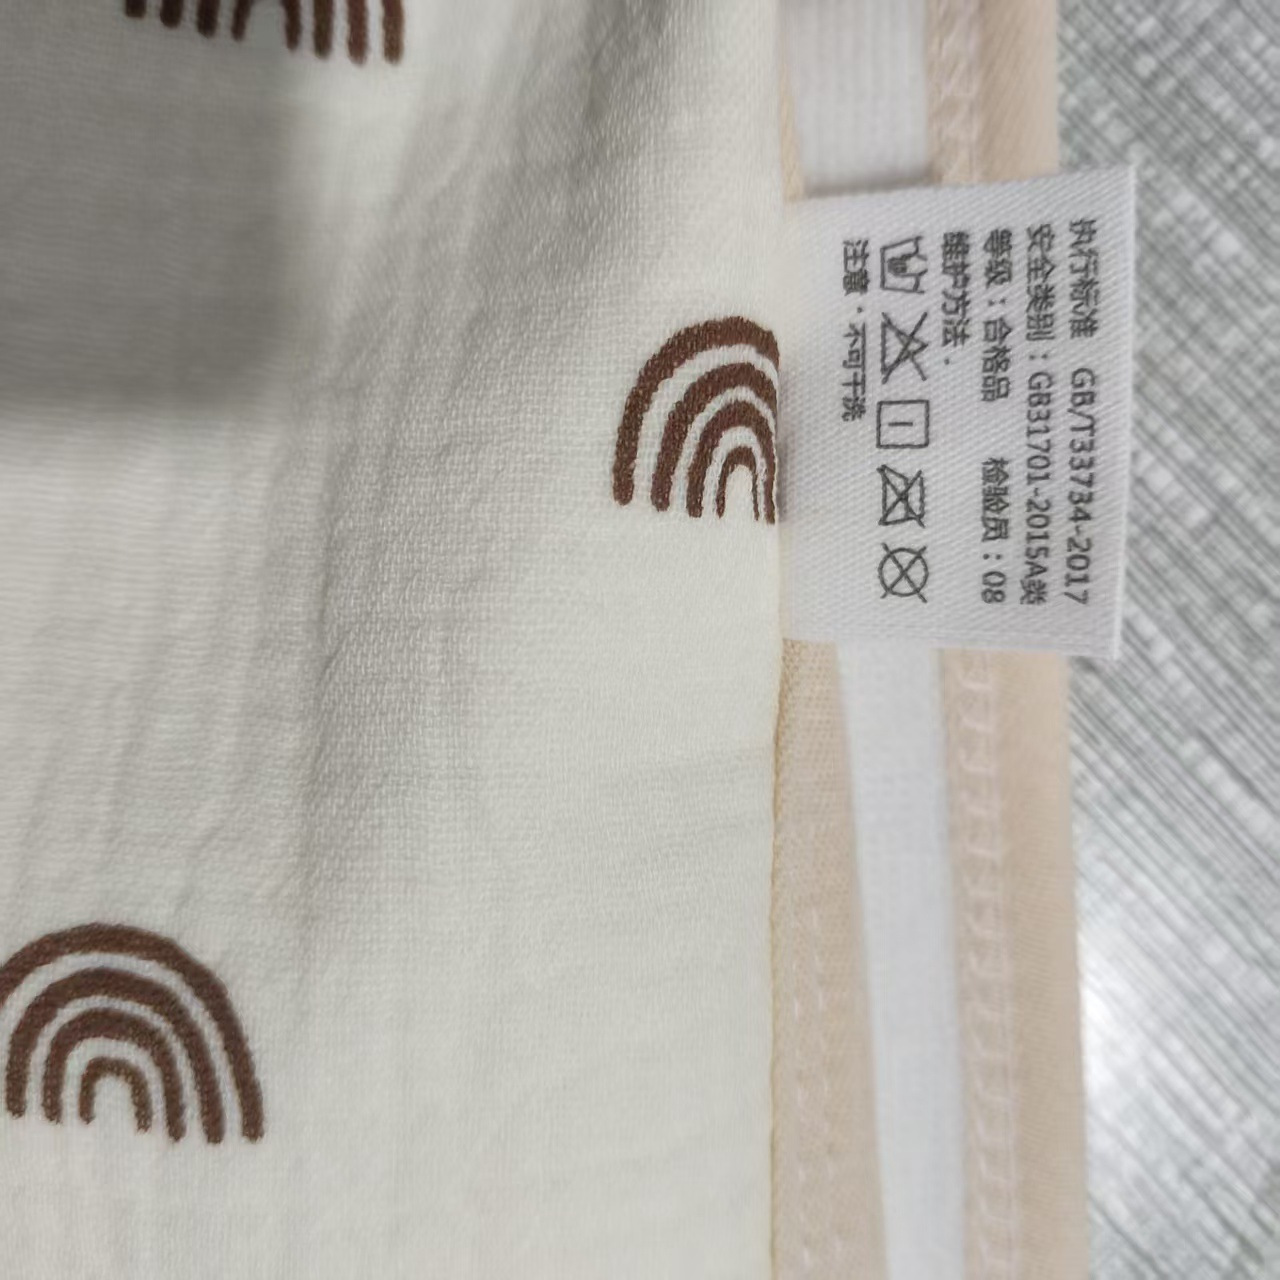 执行标准 GB/T33734-2017
安全类别：GB31701-2015A类
等级：合格品 检验员：08
维护方法.
注意.不可干洗